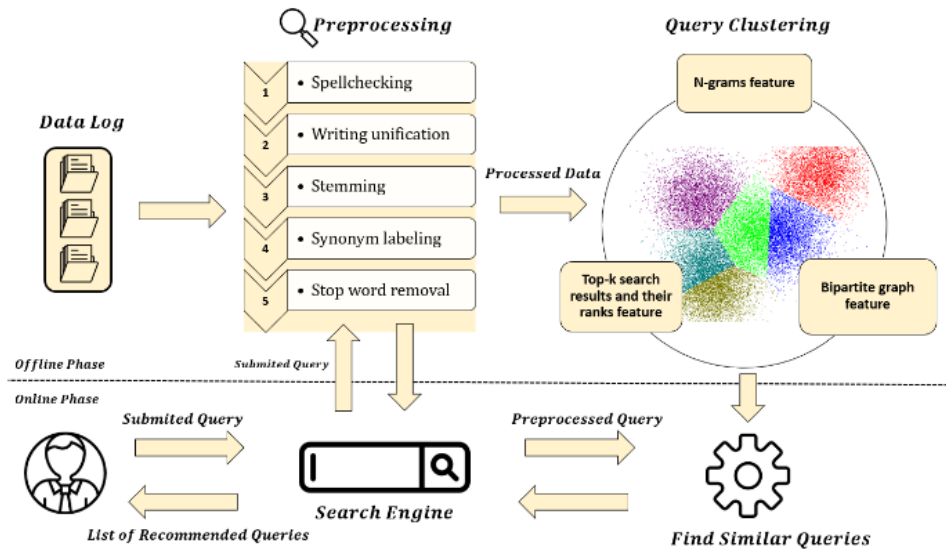 Preprocessing
Query Clustering
Data Log
1
• Spellchecking
2
• Writing unification
3
• Stemming
4
• Synonym labeling
5
• Stop word removal
Processed Data
N-grams feature
Top-k search
results and their
ranks feature
Bipartite graph
feature
Offline Phase
Submited Query
Online Phase
Submited Query
List of Recommended Queries
Search Engine
Preprocessed Query
Find Similar Queries